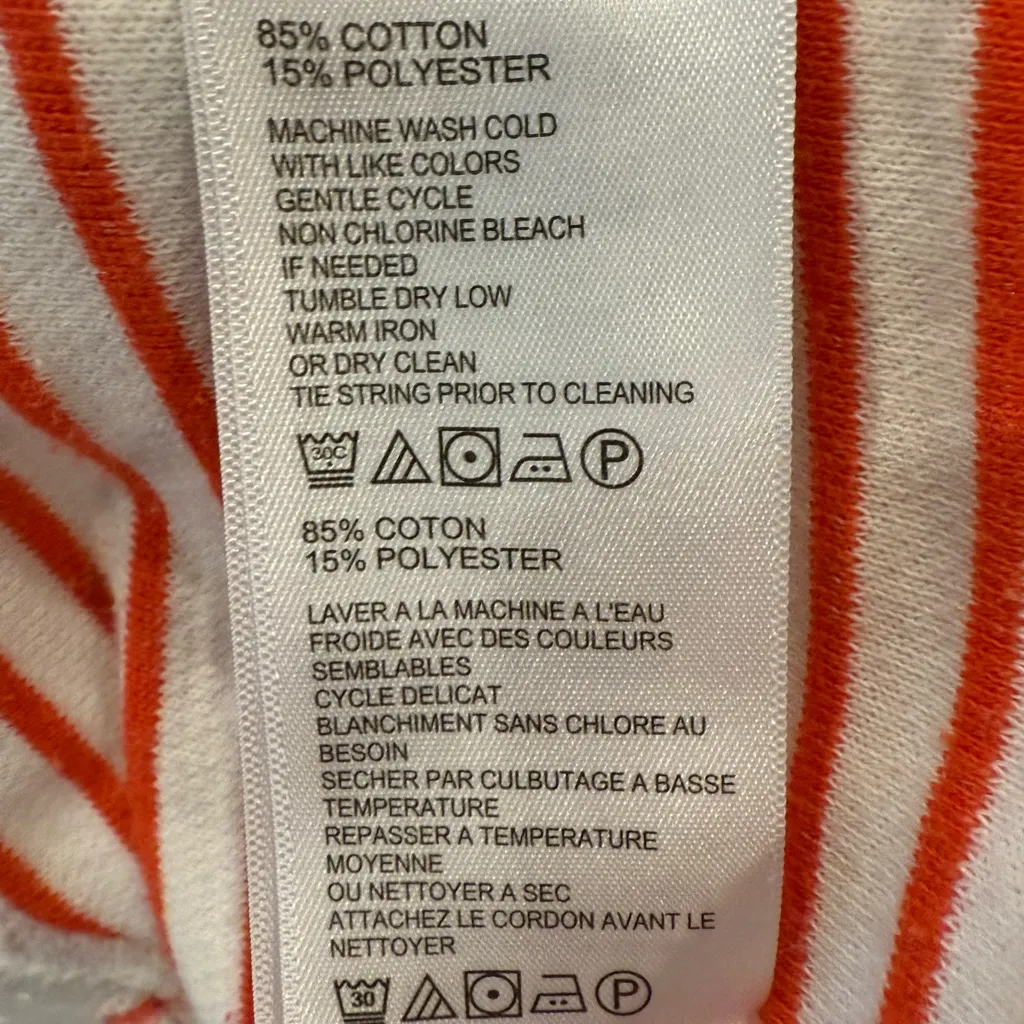 85% COTTON
15% POLYESTER
MACHINE WASH COLD
WITH LIKE COLORS
GENTLE CYCLE
NON CHLORINE BLEACH
IF NEEDED
TUMBLE DRY LOW
WARM IRON
OR DRY CLEAN
TIE STRING PRIOR TO CLEANING
30C P
85% COTON
15% POLYESTER
LAVER A LA MACHINE A L'EAU
FROIDE AVEC DES COULEURS
SEMBLABLES
CYCLE DELICAT
BLANCHIMENT SANS CHLORE AU
BESOIN
SECHER PAR CULBUTAGE A BASSE
TEMPERATURE
REPASSER A TEMPERATURE
MOYENNE
OU NETTOYER A SEC
ATTACHEZ LE CORDON AVANT LE
NETTOYER
30 P